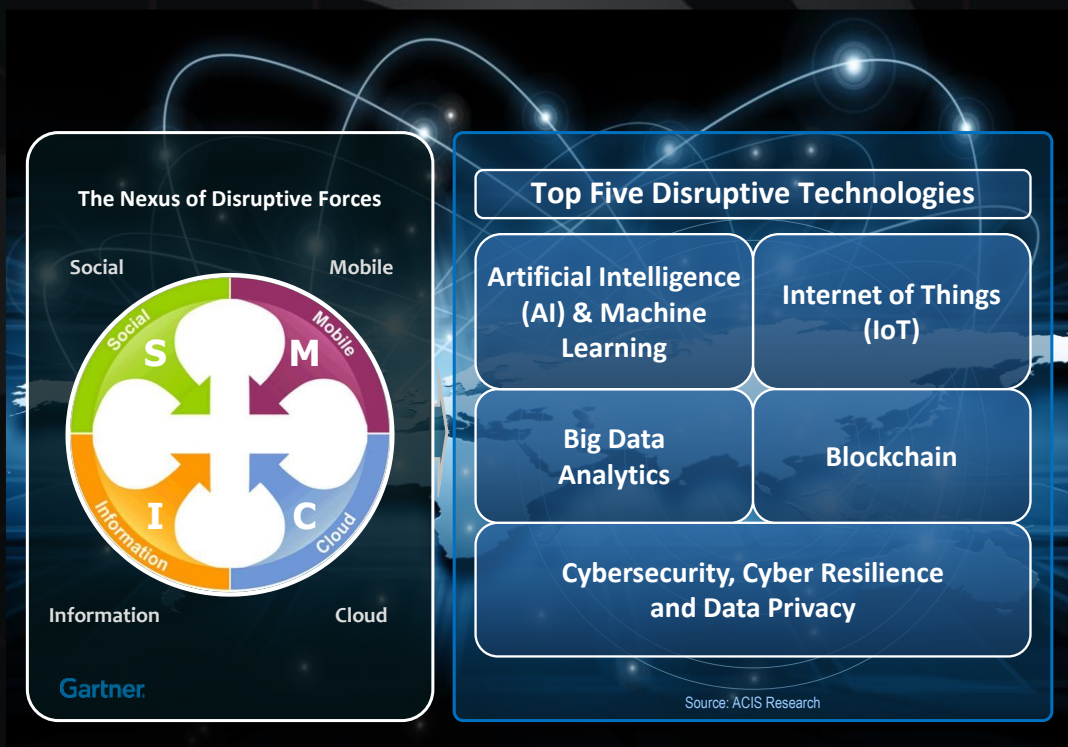 The Nexus of Disruptive Forces
Social
Mobile
Social
Mobile
S
M
I
C
Information
Cloud
Information
Cloud
Gartner.
Top Five Disruptive Technologies
Artificial Intelligence
(AI) & Machine
Learning
Internet of Things
(IoT)
Big Data
Analytics
Blockchain
Cybersecurity, Cyber Resilience
and Data Privacy
Source: ACIS Research